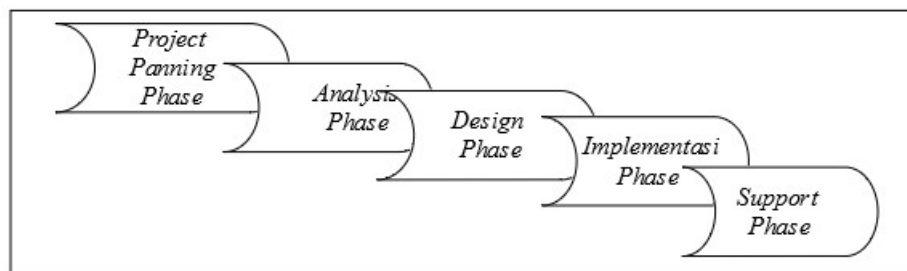 Project
Panning
Phase
Analysis
Phase
Design
Phase
Implementasi
Phase
Support
Phase